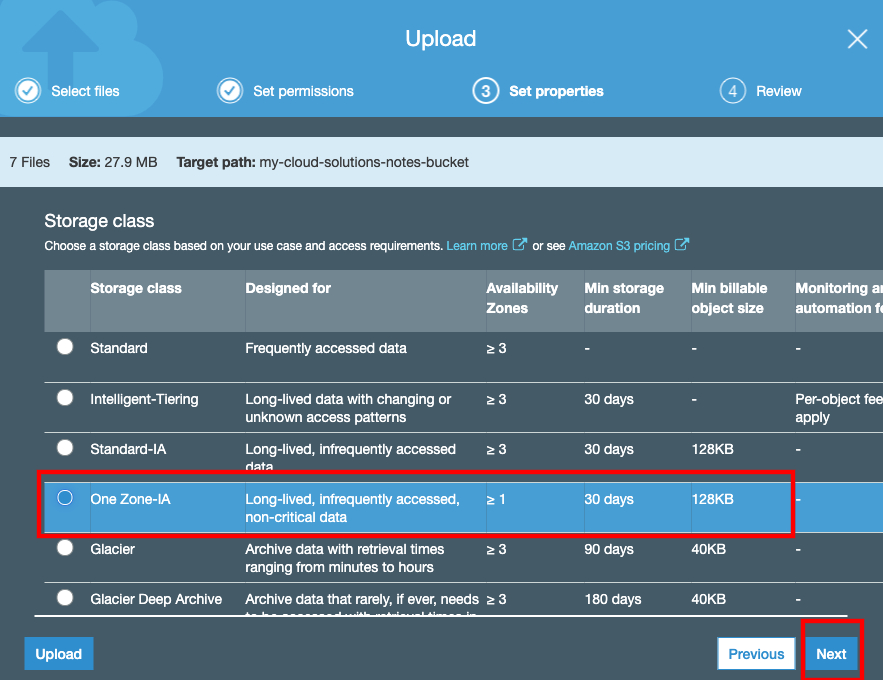 Upload
Select files
Set permissions
3 Set properties
4 Review
7 Files Size: 27.9 MB Target path: my-cloud-solutions-notes-bucket
Storage class
Choose a storage class based on your use case and access requirements. Learn more or see Amazon S3 pricing
Storage class Designed for Availability Min storage Min billable Monitoring
Zones duration object size automation
Standard Frequently accessed data ≥ 3 - - -
Intelligent-Tiering Long-lived data with changing or ≥ 3 30 days - Per-object fee
unknown access patterns apply
Standard-IA Long-lived, infrequently accessed ≥ 3 30 days 128KB -
data
One Zone-IA Long-lived, infrequently accessed, ≥ 1 30 days 128KB -
non-critical data
Glacier Archive data with retrieval times ≥ 3 90 days 40KB -
ranging from minutes to hours
Glacier Deep Archive Archive data that rarely, if ever, needs ≥ 3 180 days 40KB -
to be accessed with retrieval times in
Upload Previous Next